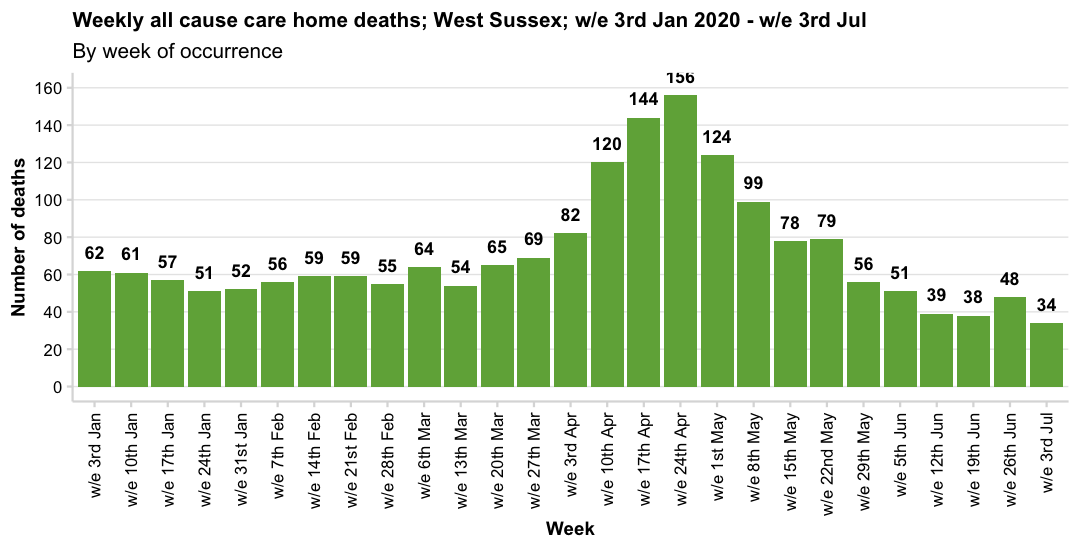 Weekly all cause care home deaths; West Sussex; w/e 3rd Jan 2020 - w/e 3rd Jul
By week of occurrence
Number of deaths
160
140
120
100
80
60
40
20
0
62
61
57
51
52
56
59
59
55
64
54
65
69
82
120
144
156
124
99
78
79
56
51
39
38
48
34
w/e 3rd Jan
w/e 10th Jan
w/e 17th Jan
w/e 24th Jan
w/e 31st Jan
w/e 7th Feb
w/e 14th Feb
w/e 21st Feb
w/e 28th Feb
w/e 6th Mar
w/e 13th Mar
w/e 20th Mar
w/e 27th Mar
w/e 3rd Apr
w/e 10th Apr
w/e 17th Apr
w/e 24th Apr
w/e 1st May
w/e 8th May
w/e 15th May
w/e 22nd May
w/e 29th May
w/e 5th Jun
w/e 12th Jun
w/e 19th Jun
w/e 26th Jun
w/e 3rd Jul
Week